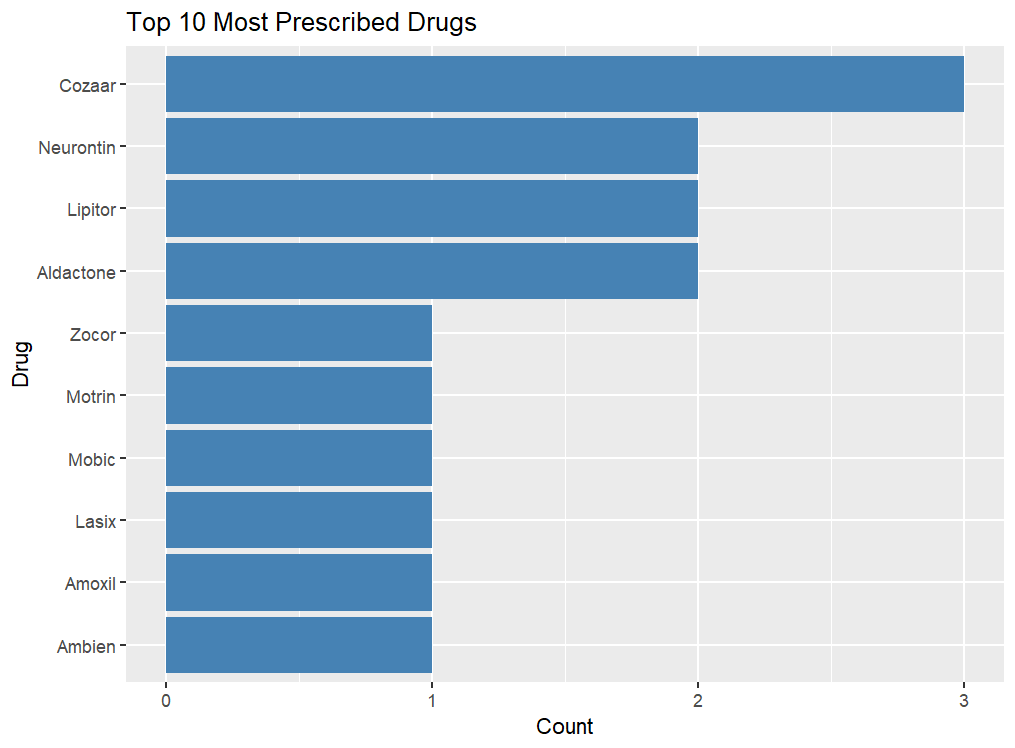 Top 10 Most Prescribed Drugs
Cozaar
Neurontin
Lipitor
Aldactone
Zocor
Motrin
Mobic
Lasix
Amoxil
Ambien
Drug
0 1 2 3
Count